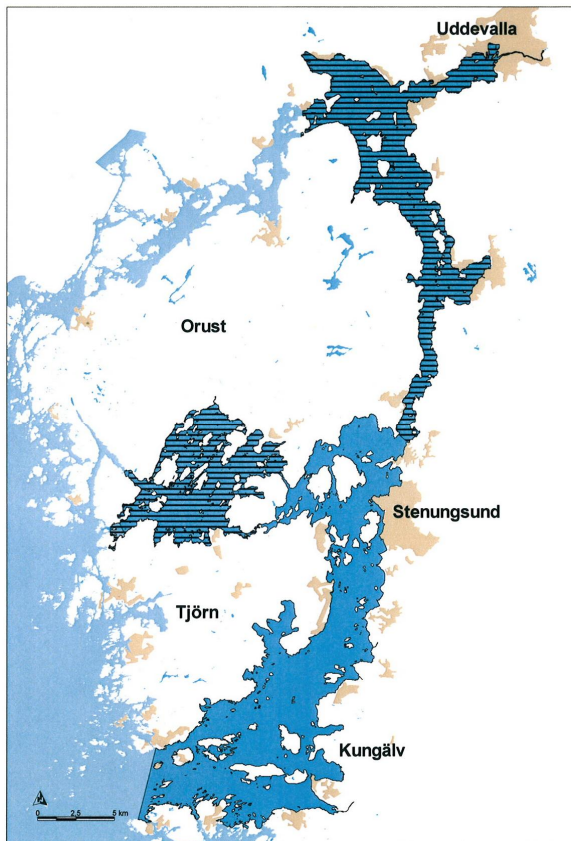 Uddevalla
Orust
Stenungsund
Tjörn
Kungälv
N
0 2,5 5 km